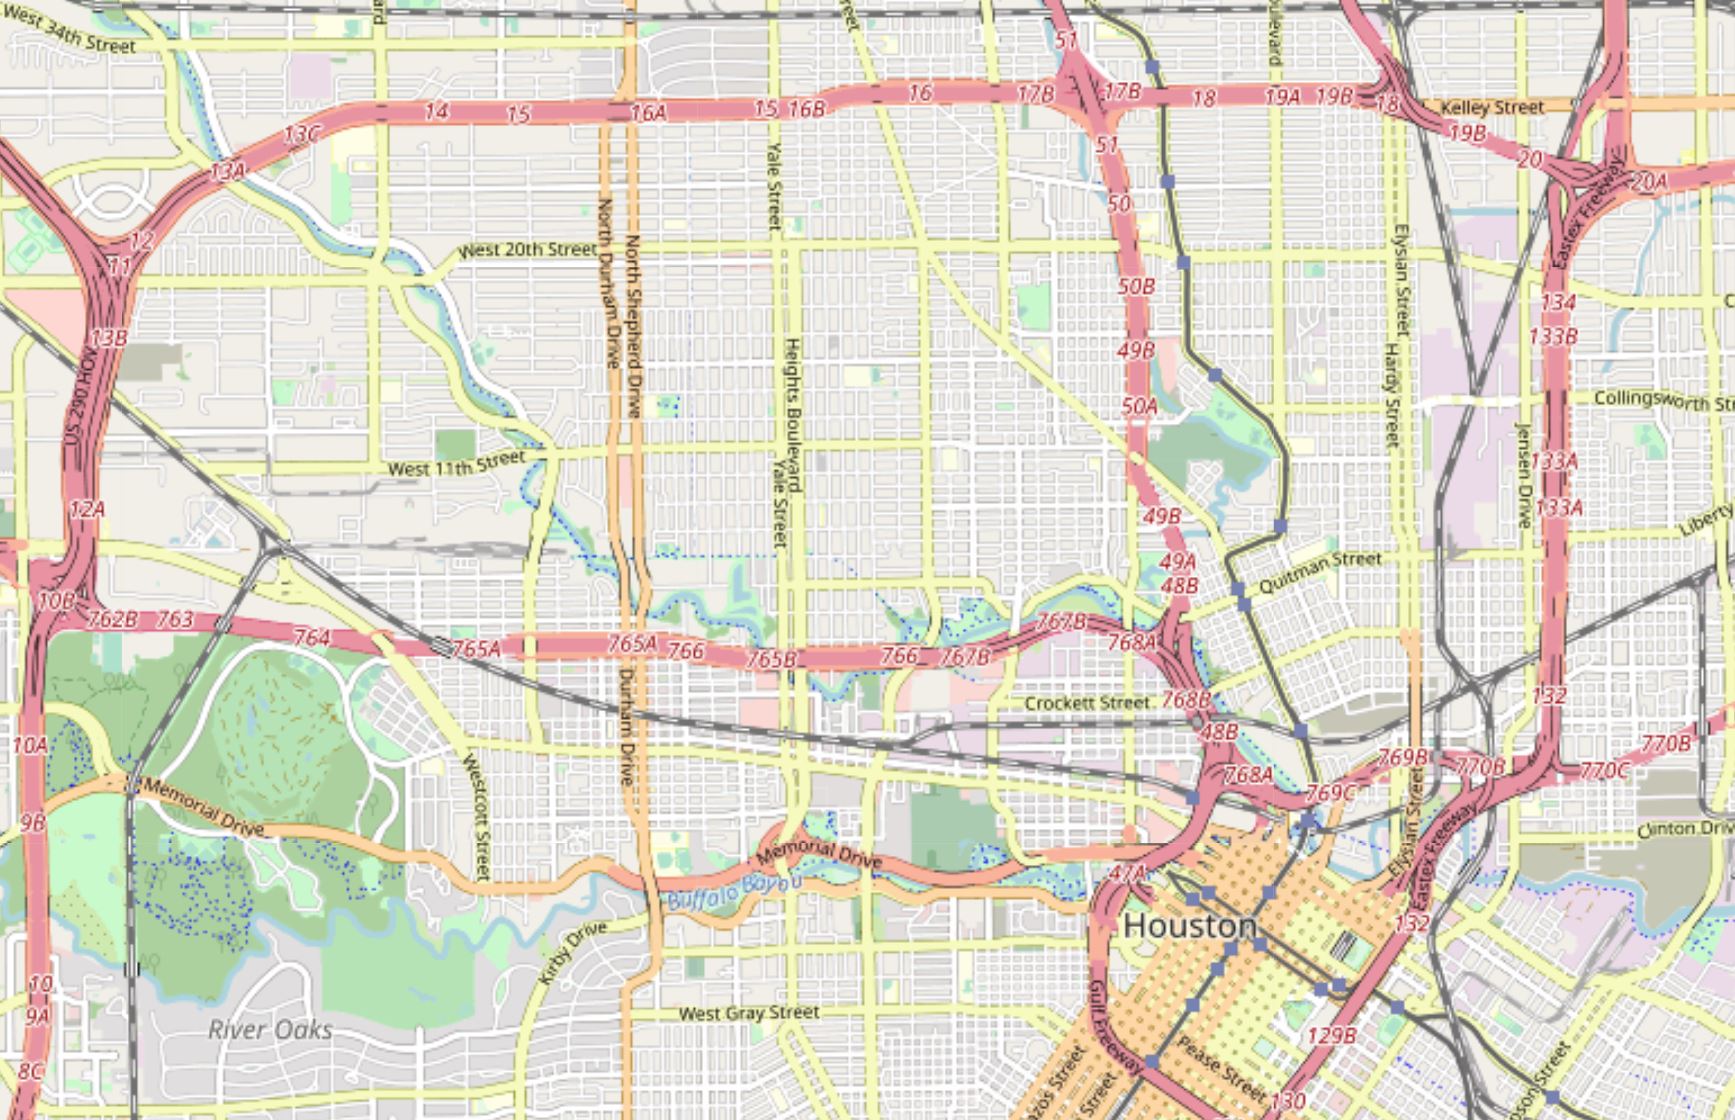 West 34th Street
51
14
15
16A
15
16B
16
17B
17B
18
19A
19B
18
Kelley Street
19B
20
20A
13C
13A
12
11
51
50
Yale Street
North Durham Drive
North Shepherd Drive
West 20th Street
Elysian Street
Eastex Freeway
50B
134
133B
13B
US 290 HOV
49B
Heights Boulevard
Hardy Street
50A
Collingsworth
Jensen Drive
West 11th Street
Yale Street
133A
133A
12A
49B
Liberty
49A
48B
Quitman Street
10B
762B
763
764
765A
765A
766
765B
766
767B
767B
768A
Crockett Street
768B
132
48B
Durham Drive
10A
Westcott Street
768A
769B
770B
770B
770C
769C
Memorial Drive
9B
Memorial Drive
Elysian Street
Eastex Freeway
Clinton
Buffalo Bayou
47A
Houston
132
Kirby Drive
10
9A
River Oaks
West Gray Street
Gulf Freeway
129B
Pease Street
8C
Street
Street
130